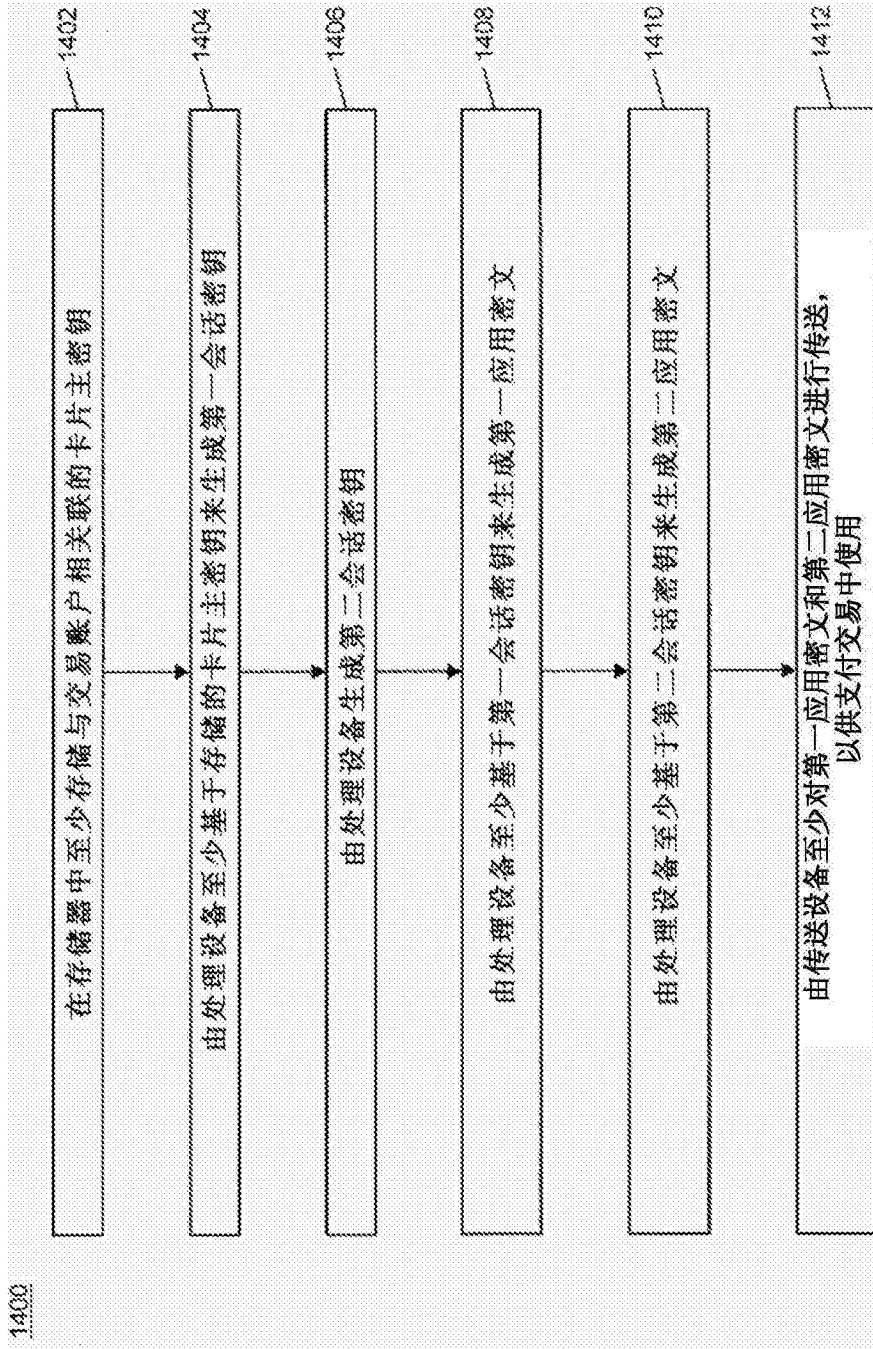 1400
在存储器中至少存储与交易账户相关联的卡片主密钥
1402
由处理设备至少基于存储的卡片主密钥来生成第一会话密钥
1404
由处理设备生成第二会话密钥
1406
由处理设备至少基于第一会话密钥来生成第一应用密文
1408
由处理设备至少基于第二会话密钥来生成第二应用密文
1410
由传送设备至少对第一应用密文和第二应用密文进行传送，
以供支付交易中使用
1412